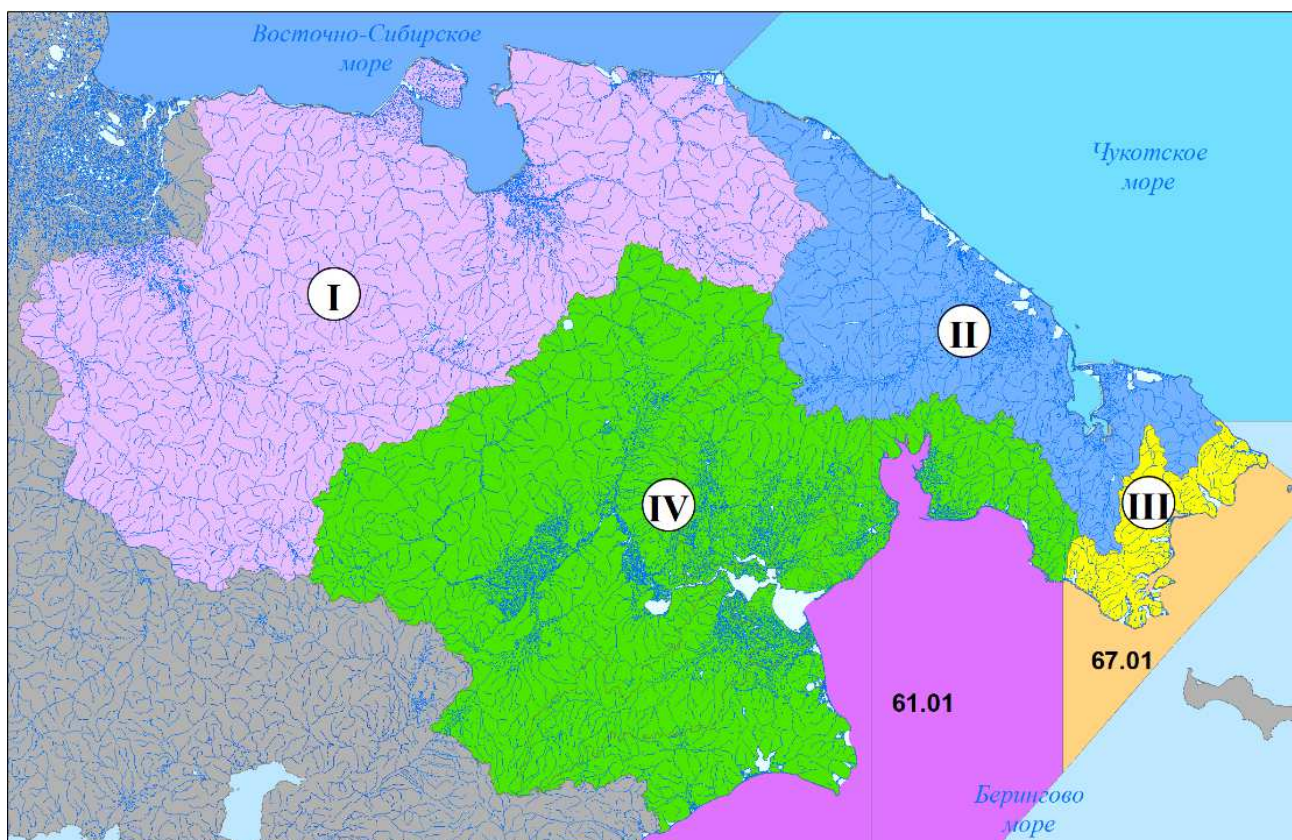 Восточно-Сибирское
море
Чукотское
море
I
II
III
IV
67.01
61.01
Берингово
море